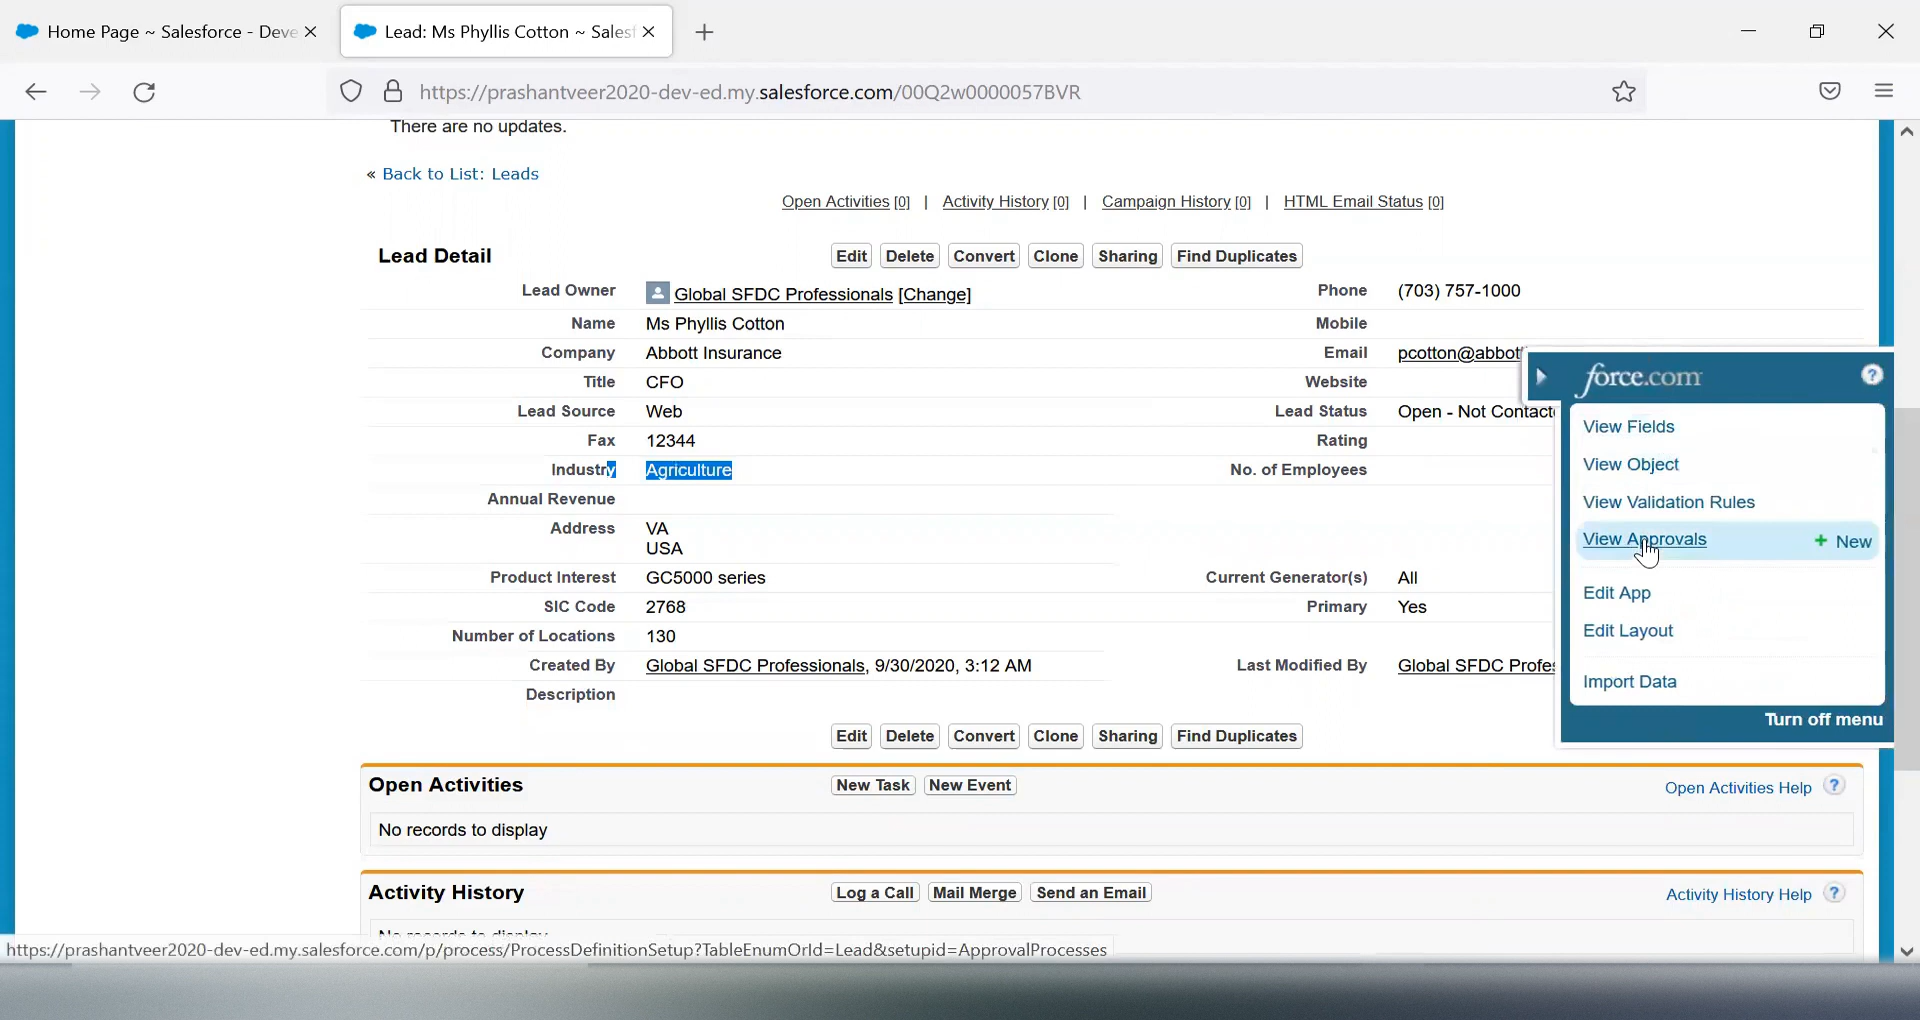 Home Page ~ Salesforce - Deve
Lead: Ms Phyllis Cotton ~ Sales
https://prashantveer2020-dev-ed.my.salesforce.com/00Q2w0000057BVR
There are no updates.
« Back to List: Leads
Open Activities [0] | Activity History [0] | Campaign History [0] | HTML Email Status [0]
Lead Detail
Edit Delete Convert Clone Sharing Find Duplicates
Lead Owner Global SFDC Professionals [Change] Phone (703) 757-1000
Name Ms Phyllis Cotton Mobile
Company Abbott Insurance Email pcotton@abbott
Title CFO Website
Lead Source Web Lead Status Open - Not Contact
Fax 12344 Rating
Industry Agriculture No. of Employees
Annual Revenue
Address VA
USA
Product Interest GC5000 series Current Generator(s) All
SIC Code 2768 Primary Yes
Number of Locations 130
Created By Global SFDC Professionals, 9/30/2020, 3:12 AM Last Modified By Global SFDC Profes
Description
force.com ?
View Fields
View Object
View Validation Rules
View Approvals + New
Edit App
Edit Layout
Import Data
Turn off menu
Edit Delete Convert Clone Sharing Find Duplicates
Open Activities New Task New Event Open Activities Help ?
No records to display
Activity History Log a Call Mail Merge Send an Email Activity History Help ?
No records to display
https://prashantveer2020-dev-ed.my.salesforce.com/p/process/ProcessDefinitionSetup?TableEnumOrId=Lead&setupid=ApprovalProcesses